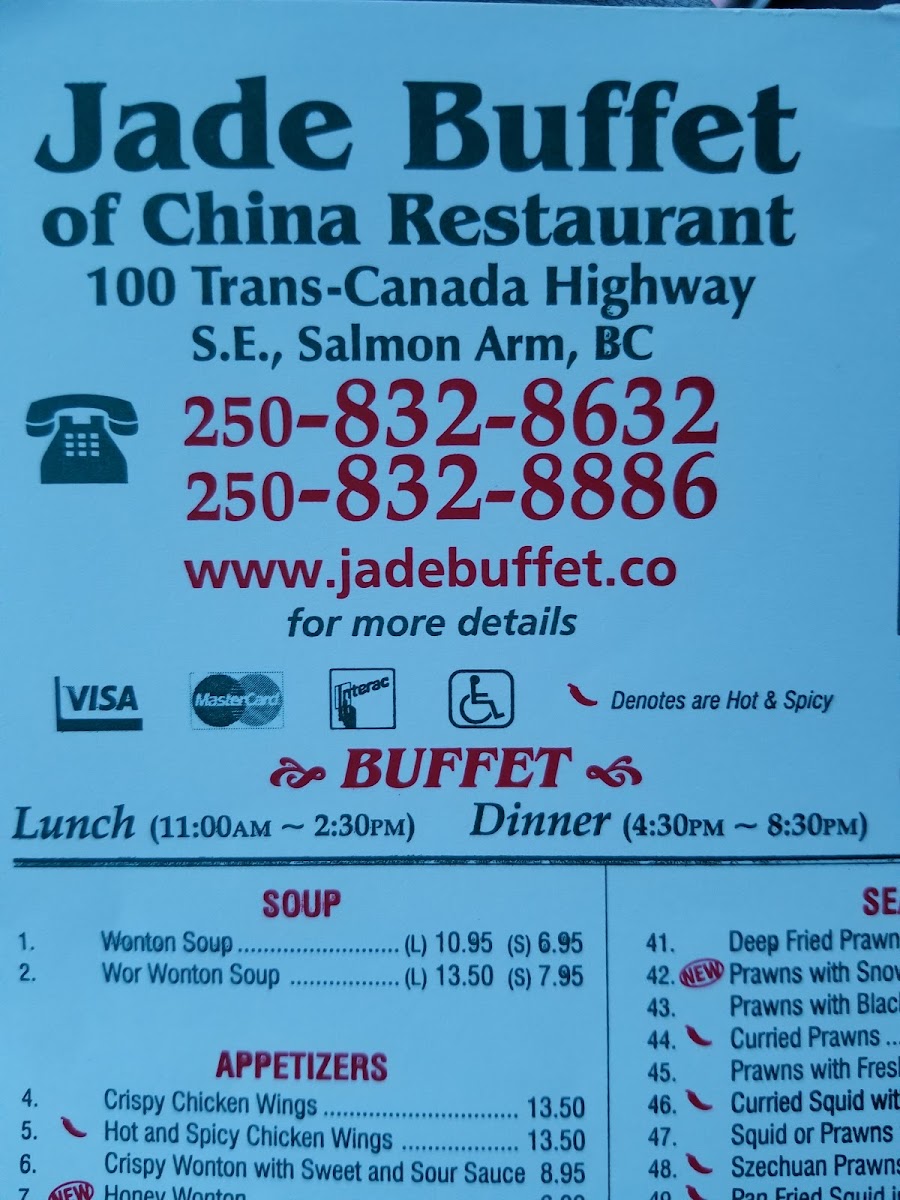 Jade Buffet
of China Restaurant
100 Trans-Canada Highway
S.E., Salmon Arm, BC
250-832-8632
250-832-8886
www.jadebuffet.co
for more details
VISA
MasterCard
Interac
Denotes are Hot & Spicy
BUFFET
Lunch (11:00AM ~ 2:30PM) Dinner (4:30PM ~ 8:30PM)
SOUP
1. Wonton Soup ........................ (L) 10.95 (S) 6.95
2. Wor Wonton Soup ................. (L) 13.50 (S) 7.95
APPETIZERS
4. Crispy Chicken Wings .............................. 13.50
5. Hot and Spicy Chicken Wings .................. 13.50
6. Crispy Wonton with Sweet and Sour Sauce 8.95
7. NEW Honey Wonton
41. Deep Fried Prawn
42. NEW Prawns with
43. Prawns with
44. Curried Prawns ...
45. Prawns with
46. Curried Squid
47. Squid or Prawns
48. Szechuan Prawns
49. Pan Fried Squid